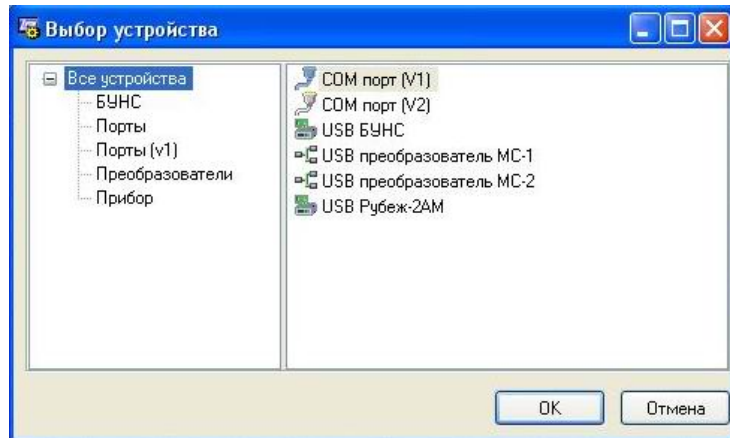 Выбор устройства
Все устройства
БУНС
Порты
Порты (v1)
Преобразователи
Прибор
COM порт (V1)
COM порт (V2)
USB БУНС
USB преобразователь МС-1
USB преобразователь МС-2
USB Рубеж-2АМ
OK
Отмена